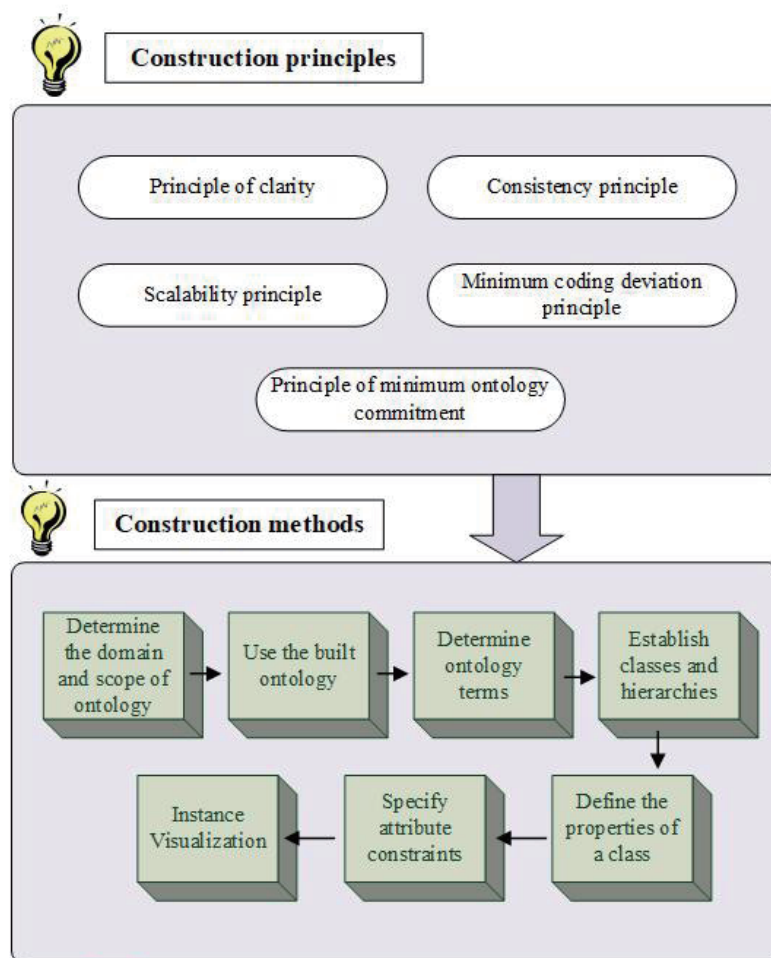 Construction principles
Principle of clarity
Consistency principle
Scalability principle
Minimum coding deviation
principle
Principle of minimum ontology
commitment
Construction methods
Determine
the domain
and scope of
ontology
Use the built
ontology
Determine
ontology
terms
Establish
classes and
hierarchies
Instance
Visualization
Specify
attribute
constraints
Define the
properties of
a class